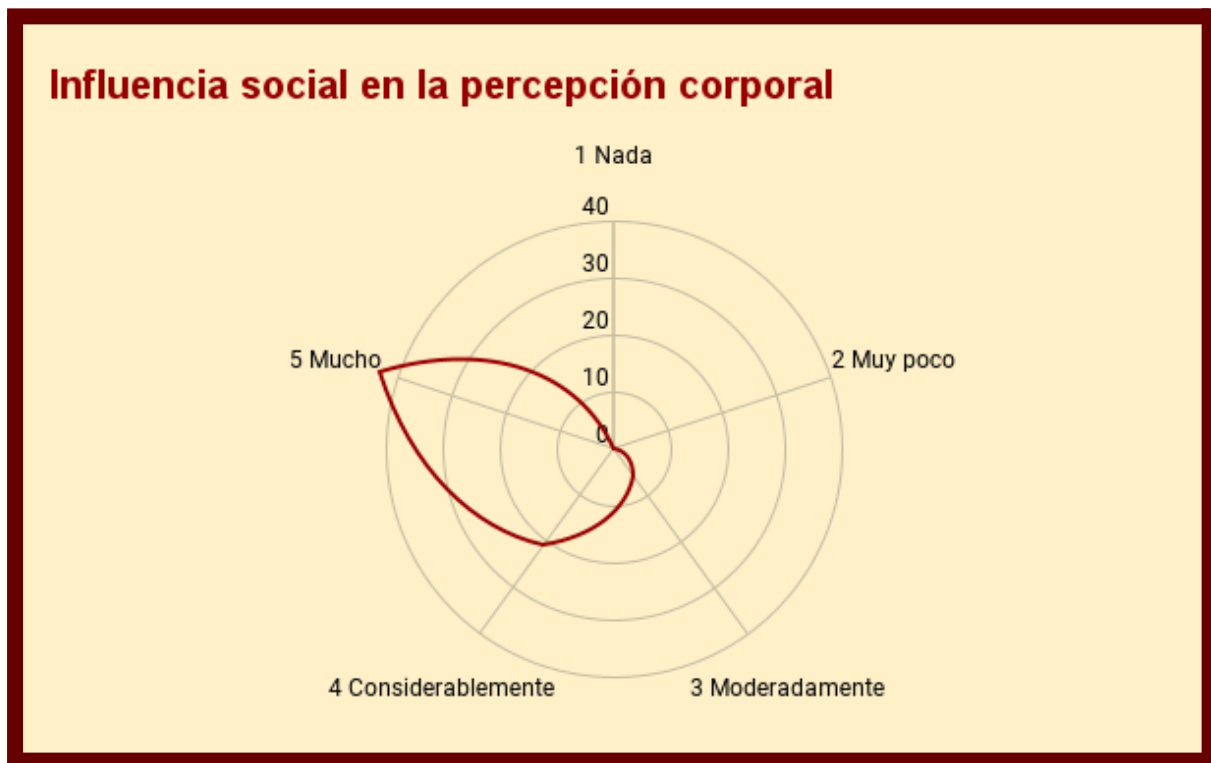 Influencia social en la percepción corporal
1 Nada
40
30
20
10
0
5 Mucho
2 Muy poco
4 Considerablemente
3 Moderadamente